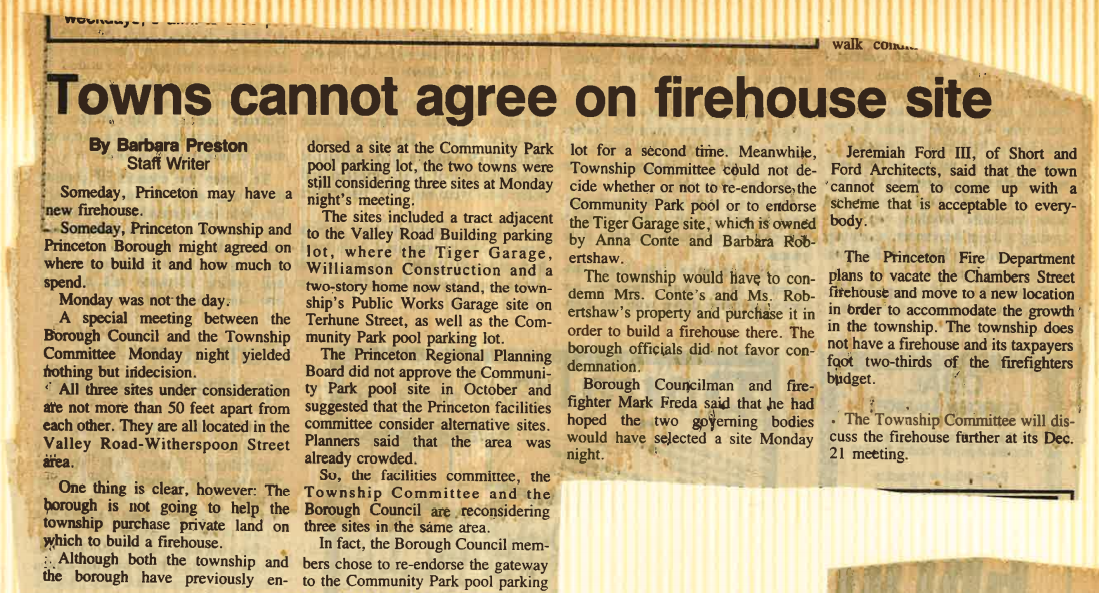 walk
Towns cannot agree on firehouse site
By Barbara Preston
Staff Writer
Someday, Princeton may have a
new firehouse.
Someday, Princeton Township and
Princeton Borough might agreed on
where to build it and how much to
spend.
Monday was not the day.
A special meeting between the
Borough Council and the Township
Committee Monday night yielded
nothing but indecision.
All three sites under consideration
are not more than 50 feet apart from
each other. They are all located in the
Valley Road-Witherspoon Street
area.
One thing is clear, however: The
borough is not going to help the
township purchase private land on
which to build a firehouse.
Although both the township and
the borough have previously en-
dorsed a site at the Community Park
pool parking lot, the two towns were
still considering three sites at Monday
night's meeting.
The sites included a tract adjacent
to the Valley Road Building parking
lot, where the Tiger Garage,
Williamson Construction and a
two-story home now stand, the town-
ship's Public Works Garage site on
Terhune Street, as well as the Com-
munity Park pool parking lot.
The Princeton Regional Planning
Board did not approve the Communi-
ty Park pool site in October and
suggested that the Princeton facilities
committee consider alternative sites.
Planners said that the area was
already crowded.
So, the facilities committee, the
Township Committee and the
Borough Council are reconsidering
three sites in the same area.
In fact, the Borough Council mem-
bers chose to re-endorse the gateway
to the Community Park pool parking
lot for a second time. Meanwhile,
Township Committee could not de-
cide whether or not to re-endorse the
Community Park pool or to endorse
the Tiger Garage site, which is owned
by Anna Conte and Barbara Rob-
ertshaw.
The township would have to con-
demn Mrs. Conte's and Ms. Rob-
ertshaw's property and purchase it in
order to build a firehouse there. The
borough officials did not favor con-
demnation.
Borough Councilman and fire-
fighter Mark Freda said that he had
hoped the two governing bodies
would have selected a site Monday
night.
Jeremiah Ford III, of Short and
Ford Architects, said that the town
cannot seem to come up with a
scheme that is acceptable to every-
body.
The Princeton Fire Department
plans to vacate the Chambers Street
firehouse and move to a new location
in order to accommodate the growth
in the township. The township does
not have a firehouse and its taxpayers
foot two-thirds of the firefighters
budget.
The Township Committee will dis-
cuss the firehouse further at its Dec.
21 meeting.